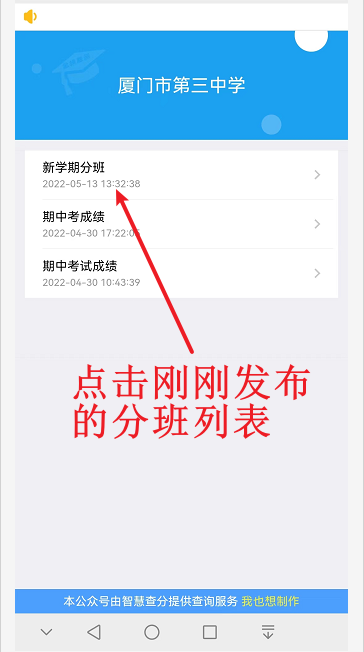 厦门市第三中学
新学期分班
2022-05-13 13:32:38
期中考成绩
2022-04-30 17:22:05
期中考试成绩
2022-04-30 10:43:39
点击刚刚发布
的分班列表
本公众号由智慧查分提供查询服务 我也想制作